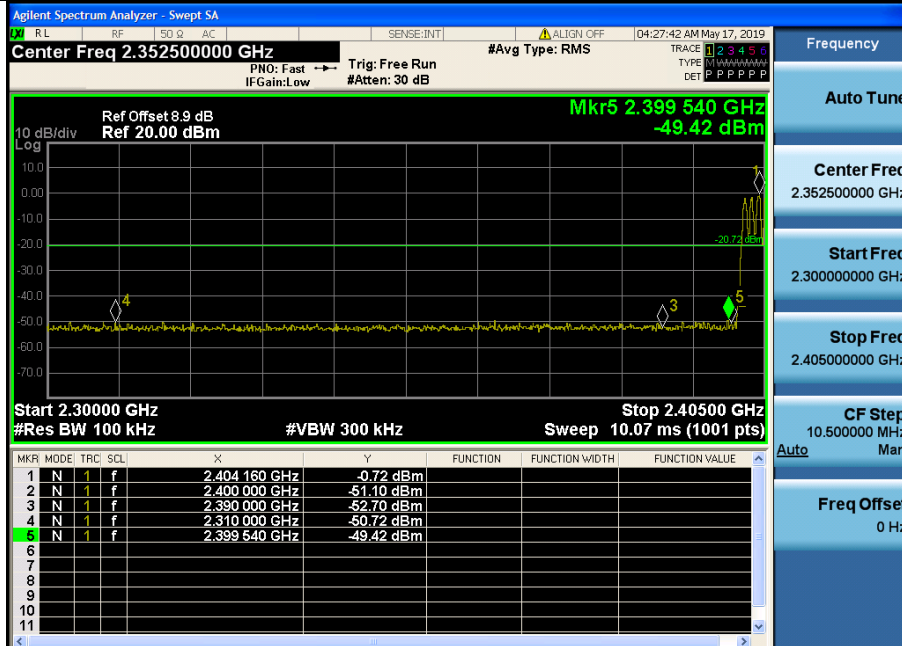 Agilent Spectrum Analyzer - Swept SA
LXI RL RF 50 Ω AC SENSE:INT ALIGN OFF 04:27:42 AM May 17, 2019
Center Freq 2.352500000 GHz #Avg Type: RMS TRACE 1 2 3 4 5 6
PNO: Fast Trig: Free Run TYPE M WWWWW
IFGain:Low #Atten: 30 dB DET P P P P P P
Mkr5 2.399 540 GHz
-49.42 dBm
Ref Offset 8.9 dB
10 dB/div Ref 20.00 dBm
Log
10.0
0.00
-10.0
-20.0
-30.0
-40.0
-50.0
-60.0
-70.0
1
-20.72 dBm
4
3
5
Start 2.30000 GHz Stop 2.40500 GHz
#Res BW 100 kHz #VBW 300 kHz Sweep 10.07 ms (1001 pts)
MKR MODE TRC SCL X Y FUNCTION FUNCTION WIDTH FUNCTION VALUE
1 N 1 f 2.404 160 GHz -0.72 dBm
2 N 1 f 2.400 000 GHz -51.10 dBm
3 N 1 f 2.390 000 GHz -52.70 dBm
4 N 1 f 2.310 000 GHz -50.72 dBm
5 N 1 f 2.399 540 GHz -49.42 dBm
6
7
8
9
10
11
Frequency
Auto Tune
Center Freq
2.352500000 GHz
Start Freq
2.300000000 GHz
Stop Freq
2.405000000 GHz
CF Step
10.500000 MHz
Auto Man
Freq Offset
0 Hz